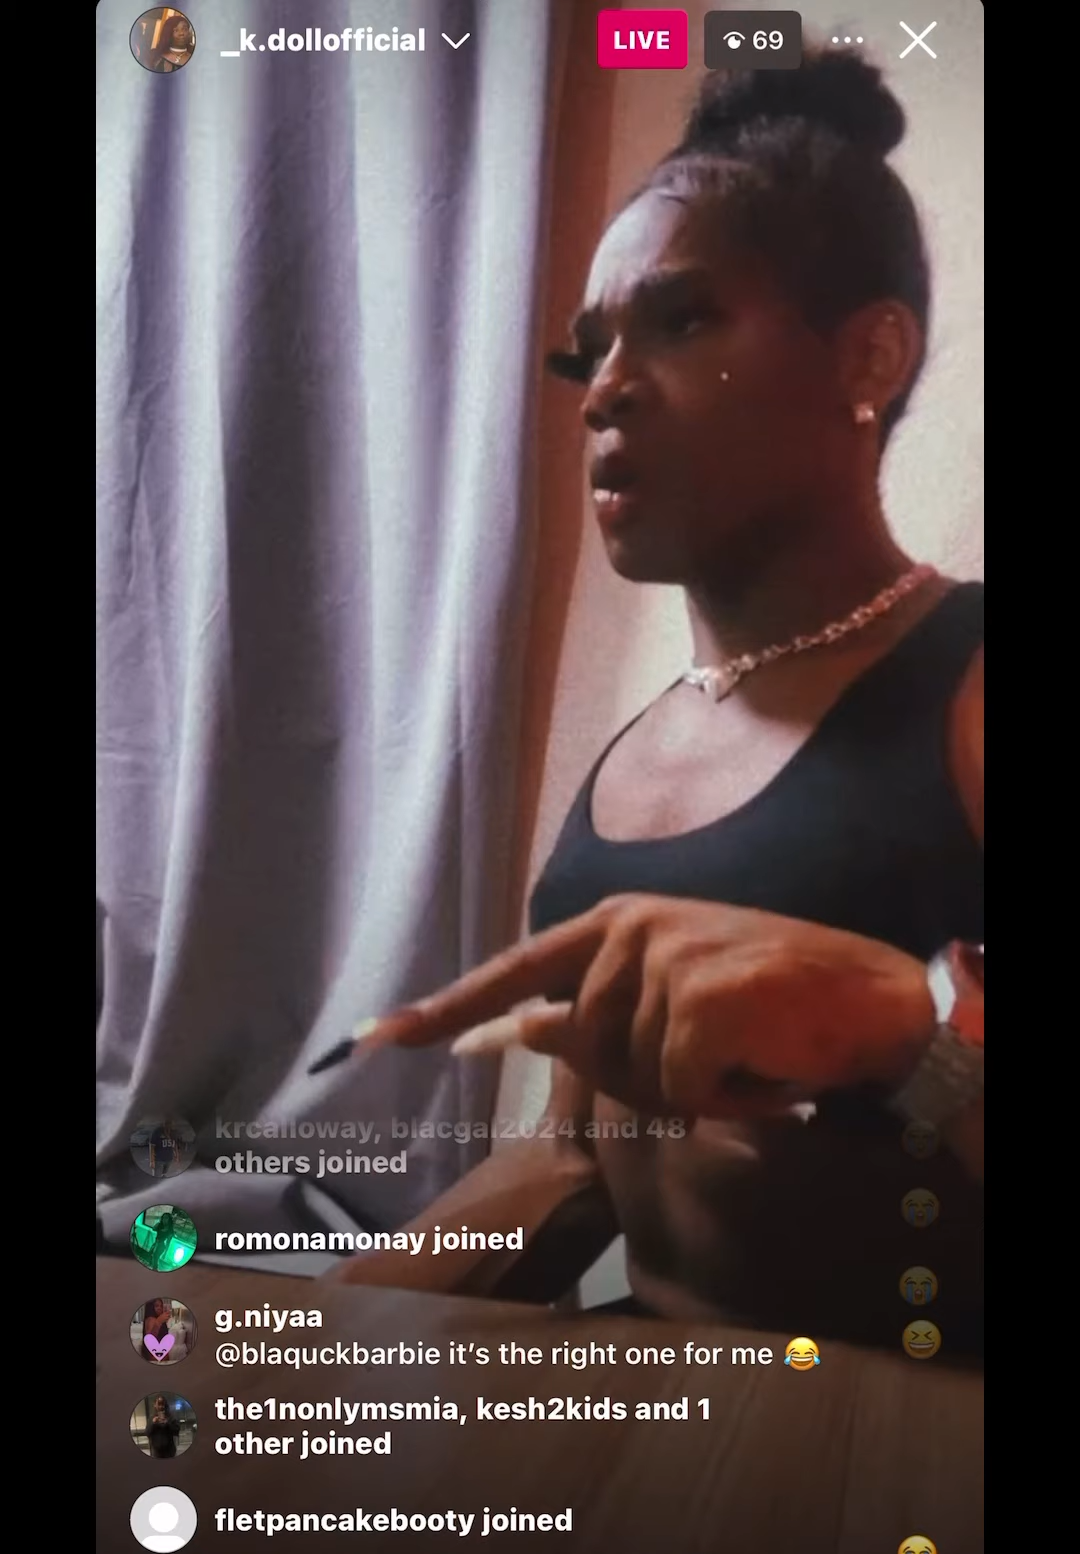 _k.dollofficial
LIVE
69
krcalloway, blacgal2024 and 48
others joined
romonamonay joined
g.niyaa
@blaquckbarbie it's the right one for me 😂
the1nonlymsmia, kesh2kids and 1
other joined
fletpancakebooty joined